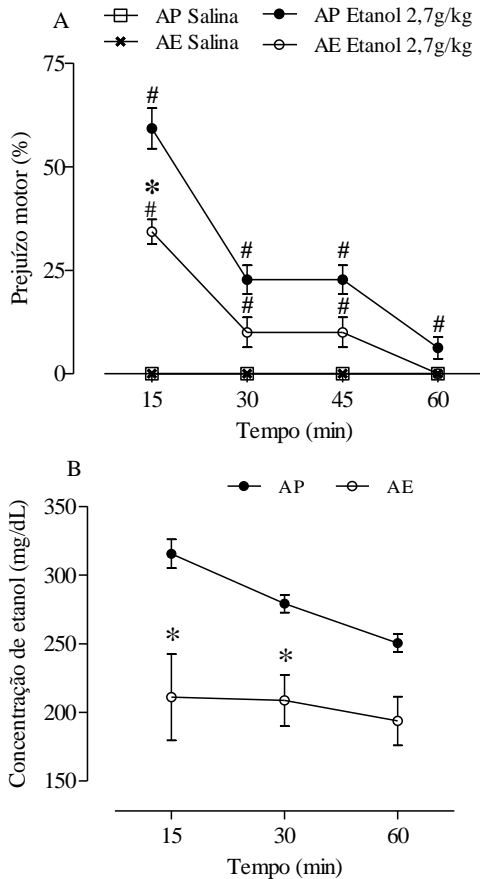 A
AP Salina
AP Etanol 2,7g/kg
AE Salina
AE Etanol 2,7g/kg
Prejuízo motor (%)
75
50
25
0
#
*
#
#
#
#
#
#
15 30 45 60
Tempo (min)
B
AP AE
Concentração de etanol (mg/dL)
350
300
250
200
150
* *
15 30 60
Tempo (min)